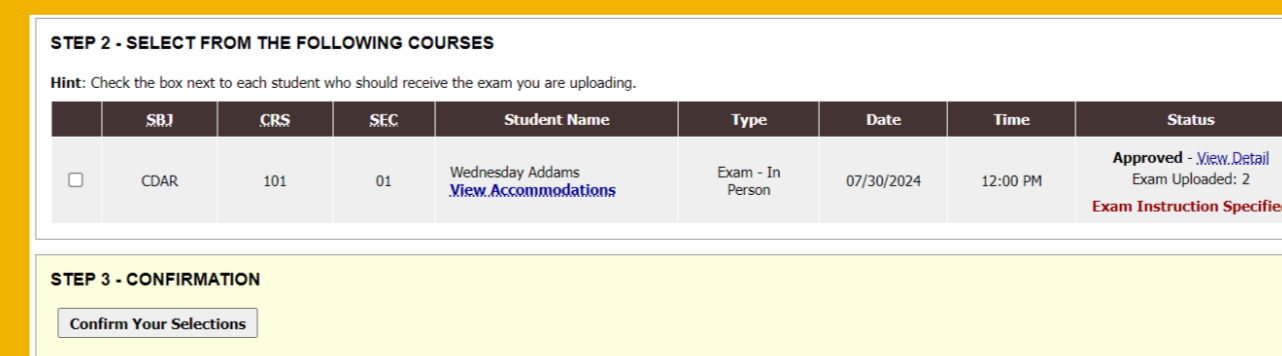 STEP 2 - SELECT FROM THE FOLLOWING COURSES
Hint: Check the box next to each student who should receive the exam you are uploading.
SBJ CRS SEC Student Name Type Date Time Status
CDAR 101 01 Wednesday Addams View Accommodations Exam - In Person 07/30/2024 12:00 PM Approved - View Detail
Exam Uploaded: 2
Exam Instruction Specifie
STEP 3 - CONFIRMATION
Confirm Your Selections